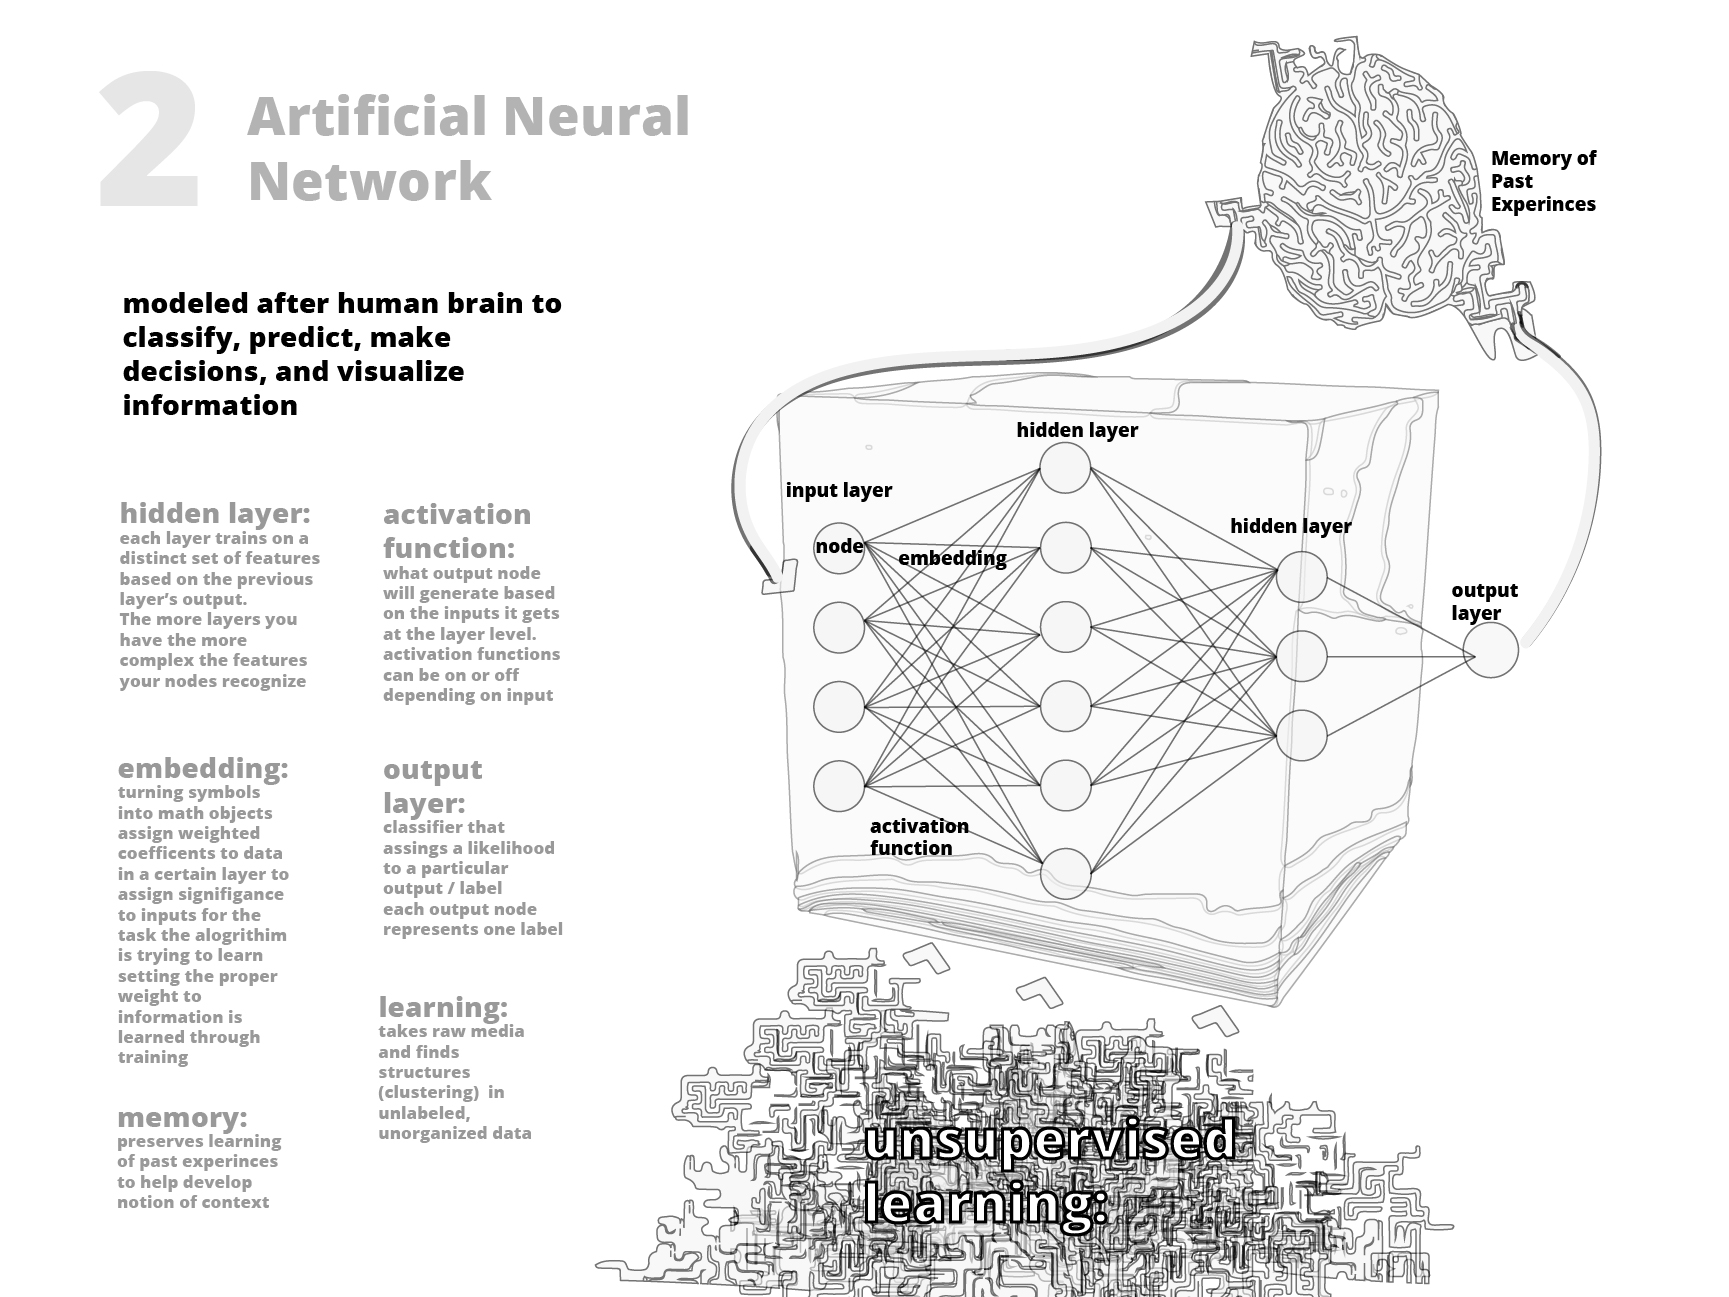 2
Artificial Neural
Network
modeled after human brain to
classify, predict, make
decisions, and visualize
information
hidden layer:
each layer trains on a
distinct set of features
based on the previous
layer’s output.
The more layers you
have the more
complex the features
your nodes recognize
activation
function:
what output node
will generate based
on the inputs it gets
at the layer level.
activation functions
can be on or off
depending on input
embedding:
turning symbols
into math objects
assign weighted
coefficents to data
in a certain layer to
assign signifigance
to inputs for the
task the alogrithim
is trying to learn
setting the proper
weight to
information is
learned through
training
output
layer:
classifier that
assings a likelihood
to a particular
output / label
each output node
represents one label
learning:
takes raw media
and finds
structures
(clustering) in
unlabeled,
unorganized data
memory:
preserves learning
of past experinces
to help develop
notion of context
Memory of
Past
Experinces
hidden layer
input layer
hidden layer
node
embedding
output
layer
activation
function
unsupervised
learning: